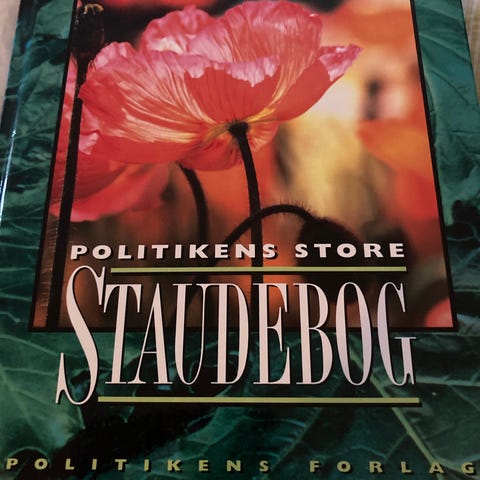 POLITIKENS STORE
STAUDEBOG
POLITIKENS FORLAG